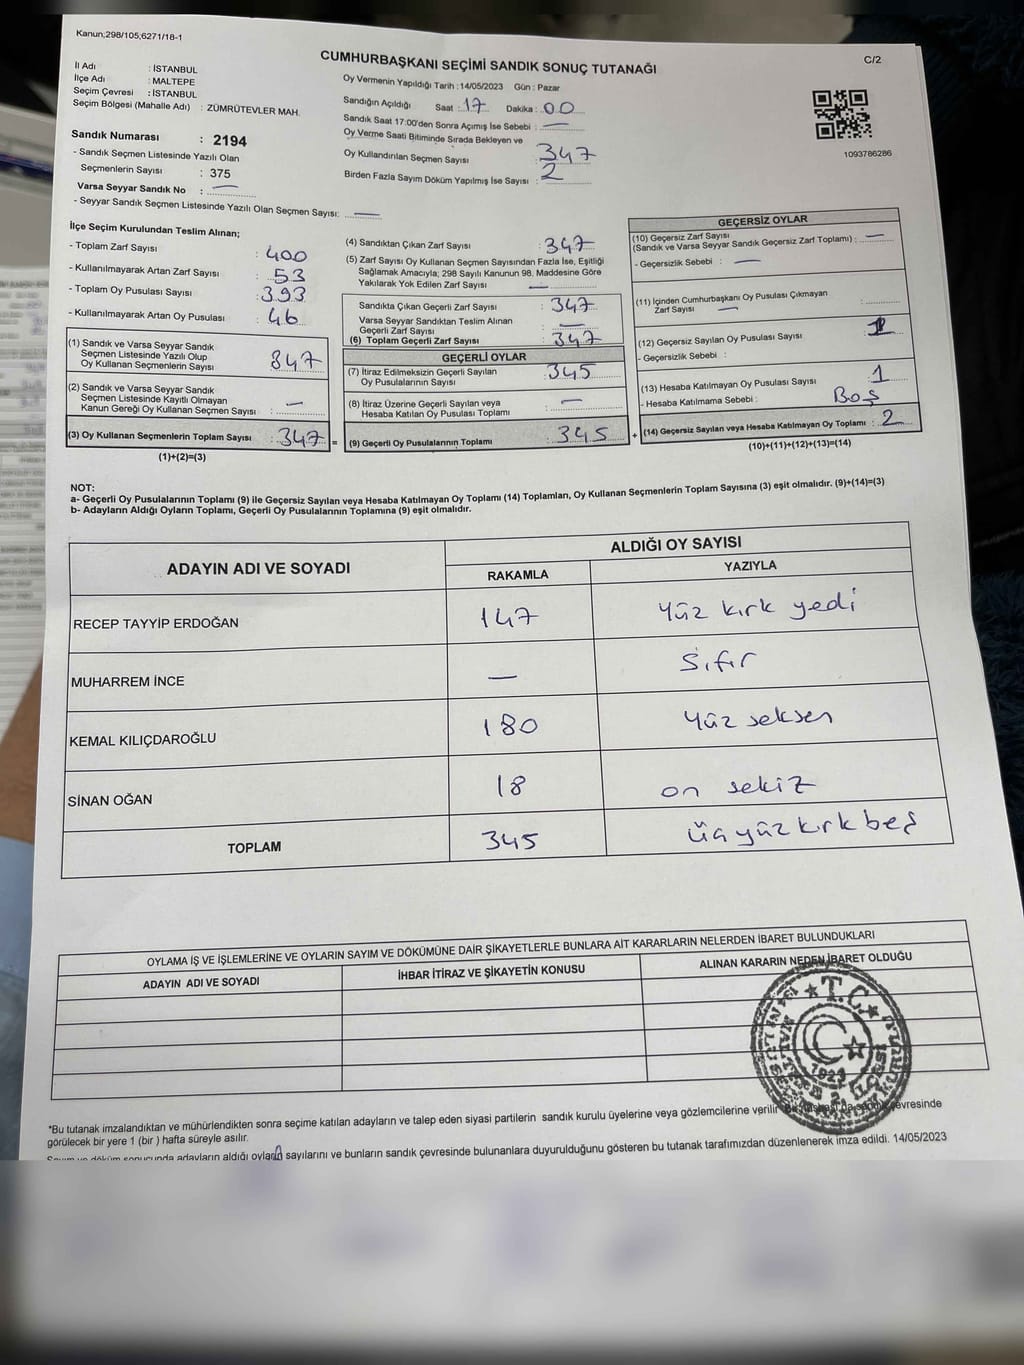 Kanun;298/105,6271/18-1
C/2
CUMHURBAŞKANI SEÇİMİ SANDIK SONUÇ TUTANAĞI
İl Adı : İSTANBUL
İlçe Adı : MALTEPE
Seçim Çevresi : İSTANBUL
Seçim Bölgesi (Mahalle Adı) : ZÜMRÜTEVLER MAH.
Sandık Numarası : 2194
- Sandık Seçmen Listesinde Yazılı Olan
Seçmenlerin Sayısı : 375
Varsa Seyyar Sandık No : —
- Seyyar Sandık Seçmen Listesinde Yazılı Olan Seçmen Sayısı: —
Oy Vermenin Yapıldığı Tarih : 14/05/2023 Gün : Pazar
Sandığın Açıldığı Saat : 17 Dakika : 00
Sandık Saat 17:00'den Sonra Açımış İse Sebebi : —
Oy Verme Saati Bitiminde Sırada Bekleyen ve
Oy Kullandırılan Seçmen Sayısı : 347
Birden Fazla Sayım Döküm Yapılmış İse Sayısı : 2
1093786286
İlçe Seçim Kurulundan Teslim Alınan;
- Toplam Zarf Sayısı : 400
- Kullanılmayarak Artan Zarf Sayısı : 53
- Toplam Oy Pusulası Sayısı : 393
- Kullanılmayarak Artan Oy Pusulası : 46
(1) Sandık ve Varsa Seyyar Sandık
Seçmen Listesinde Yazılı Olup
Oy Kullanan Seçmenlerin Sayısı 347
(2) Sandık ve Varsa Seyyar Sandık
Seçmen Listesinde Kayıtlı Olmayan
Kanun Gereği Oy Kullanan Seçmen Sayısı : —
(3) Oy Kullanan Seçmenlerin Toplam Sayısı : 347 =
(1)+(2)=(3)
(4) Sandıktan Çıkan Zarf Sayısı : 347
(5) Zarf Sayısı Oy Kullanan Seçmen Sayısından Fazla İse, Eşitliği
Sağlamak Amacıyla; 298 Sayılı Kanunun 98. Maddesine Göre
Yakılarak Yok Edilen Zarf Sayısı : —
Sandıkta Çıkan Geçerli Zarf Sayısı : 347
Varsa Seyyar Sandıktan Teslim Alınan
Geçerli Zarf Sayısı : —
(6) Toplam Geçerli Zarf Sayısı : 347
GEÇERLİ OYLAR
(7) İtiraz Edilmeksizin Geçerli Sayılan
Oy Pusulalarının Sayısı : 345
(8) İtiraz Üzerine Geçerli Sayılan veya
Hesaba Katılan Oy Pusulası Toplamı : —
(9) Geçerli Oy Pusulalarının Toplamı : 345 +
GEÇERSİZ OYLAR
(10) Geçersiz Zarf Sayısı
(Sandık ve Varsa Seyyar Sandık Geçersiz Zarf Toplamı) : —
- Geçersizlik Sebebi : —
(11) İçinden Cumhurbaşkanı Oy Pusulası Çıkmayan
Zarf Sayısı — :
(12) Geçersiz Sayılan Oy Pusulası Sayısı : 1
- Geçersizlik Sebebi :
(13) Hesaba Katılmayan Oy Pusulası Sayısı : 1
- Hesaba Katılmama Sebebi : Boş
(14) Geçersiz Sayılan veya Hesaba Katılmayan Oy Toplamı : 2
(10)+(11)+(12)+(13)=(14)
NOT:
a- Geçerli Oy Pusulalarının Toplamı (9) ile Geçersiz Sayılan veya Hesaba Katılmayan Oy Toplamı (14) Toplamları, Oy Kullanan Seçmenlerin Toplam Sayısına (3) eşit olmalıdır. (9)+(14)=(3)
b- Adayların Aldığı Oyların Toplamı, Geçerli Oy Pusulalarının Toplamına (9) eşit olmalıdır.
ADAYIN ADI VE SOYADI ALDIĞI OY SAYISI
RAKAMLA YAZIYLA
RECEP TAYYİP ERDOĞAN 147 Yüz kırk yedi
MUHARREM İNCE — Sıfır
KEMAL KILIÇDAROĞLU 180 Yüz seksen
SİNAN OĞAN 18 on sekiz
TOPLAM 345 üç yüz kırk beş
OYLAMA İŞ VE İŞLEMLERİNE VE OYLARIN SAYIM VE DÖKÜMÜNE DAİR ŞİKAYETLERLE BUNLARA AİT KARARLARIN NELERDEN İBARET BULUNDUKLARI
ADAYIN ADI VE SOYADI İHBAR İTİRAZ VE ŞİKAYETİN KONUSU ALINAN KARARIN NEDEN İBARET OLDUĞU
T.C.
1923
*Bu tutanak imzalandıktan ve mühürlendikten sonra seçime katılan adayların ve talep eden siyasi partilerin sandık kurulu üyelerine veya gözlemcilerine verilir. Bir da sandık çevresinde
görülecek bir yere 1 (bir ) hafta süreyle asılır.
Sayım ve döküm sonucunda adayların aldığı oyların sayılarını ve bunların sandık çevresinde bulunanlara duyurulduğunu gösteren bu tutanak tarafımızdan düzenlenerek imza edildi. 14/05/2023